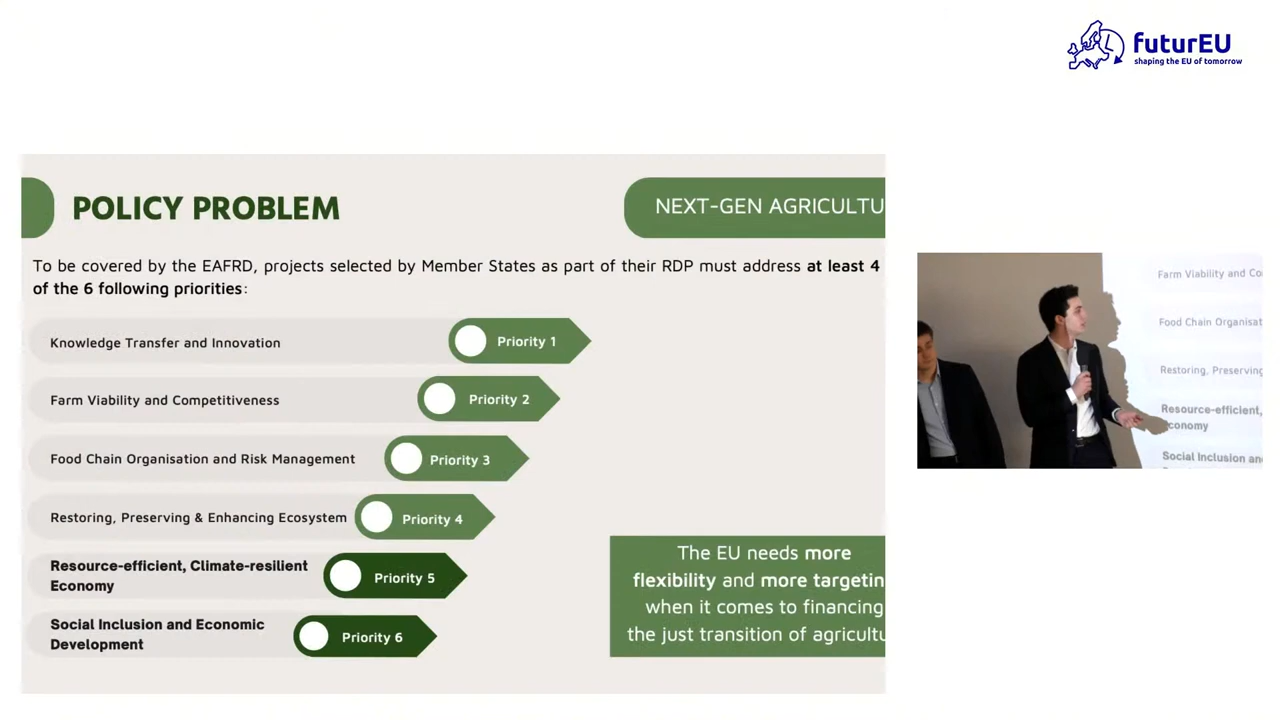 futurEU
shaping the EU of tomorrow
POLICY PROBLEM
NEXT-GEN AGRICULTU
To be covered by the EAFRD, projects selected by Member States as part of their RDP must address at least 4
of the 6 following priorities:
Knowledge Transfer and Innovation
Priority 1
Farm Viability and Competitiveness
Priority 2
Food Chain Organisation and Risk Management
Priority 3
Restoring, Preserving & Enhancing Ecosystem
Priority 4
Resource-efficient, Climate-resilient
Economy
Priority 5
Social Inclusion and Economic
Development
Priority 6
The EU needs more
flexibility and more targetin
when it comes to financing
the just transition of agricultu
Farm Viability and Co
Food Chain Organisat
Restoring, Preserving
Resource-efficient,
conomy
Social Inclusion an